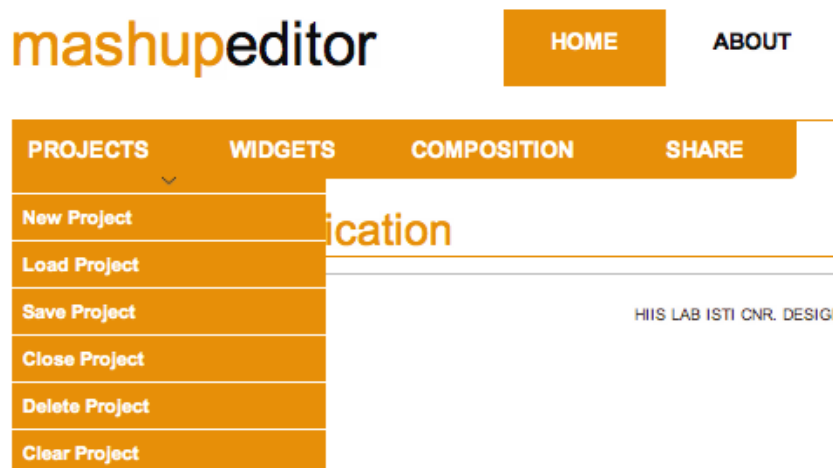 mashupeditor
HOME ABOUT
PROJECTS WIDGETS COMPOSITION SHARE
New Project
ication
Load Project
Save Project
HIIS LAB ISTI CNR. DESIG
Close Project
Delete Project
Clear Project